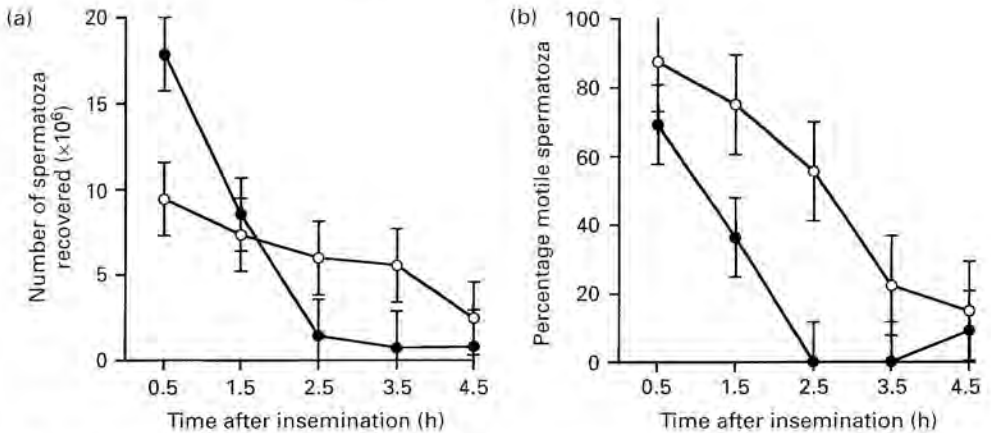 (a)
20
15
10
5
0
Number of spermatoza
recovered (×10⁶)
0.5 1.5 2.5 3.5 4.5
Time after insemination (h)
(b)
100
80
60
40
20
0
Percentage motile spermatoza
0.5 1.5 2.5 3.5 4.5
Time after insemination (h)